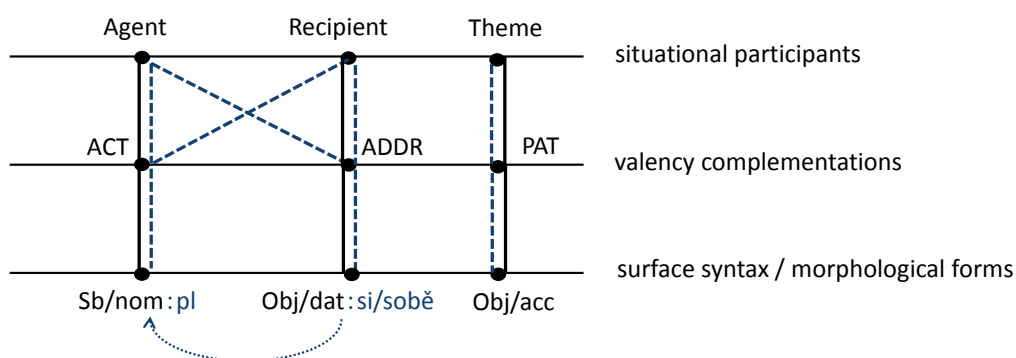 Agent Recipient Theme
situational participants
ACT ADDR PAT
valency complementations
surface syntax / morphological forms
Sb/nom:pl Obj/dat:si/sobě Obj/acc